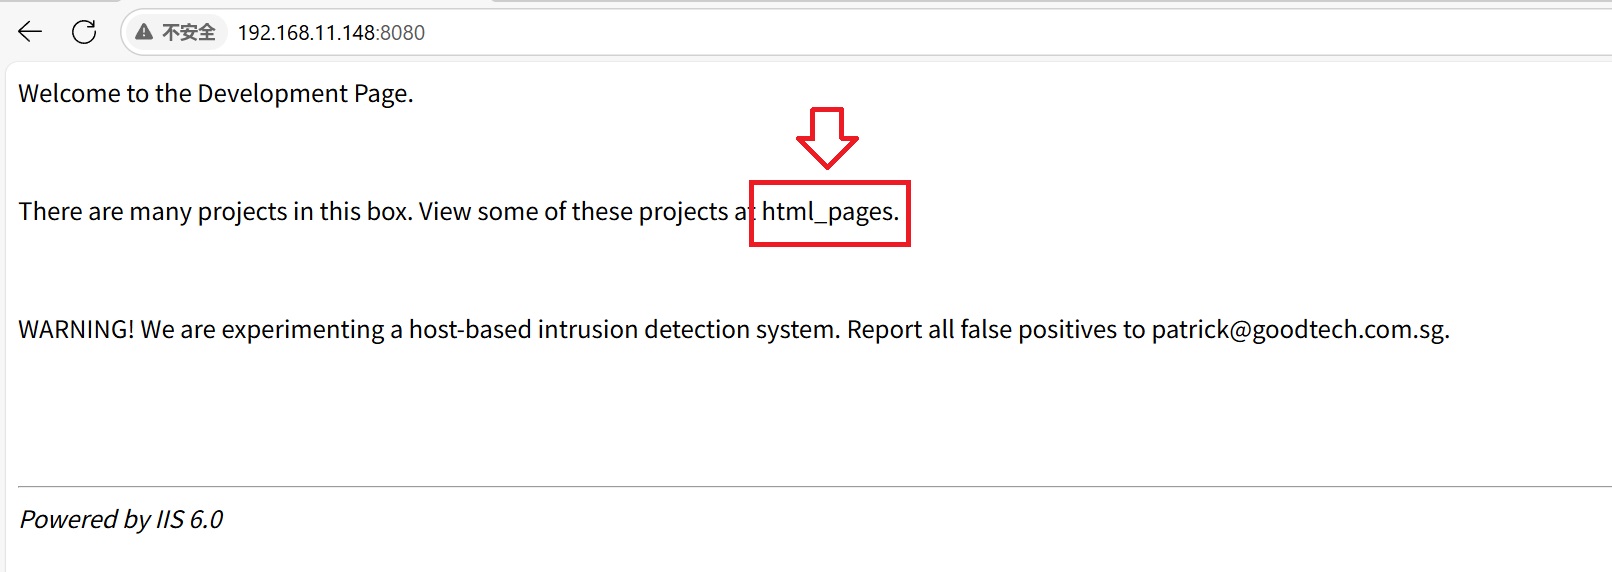 不安全 192.168.11.148:8080
Welcome to the Development Page.
There are many projects in this box. View some of these projects at html_pages.
WARNING! We are experimenting a host-based intrusion detection system. Report all false positives to patrick@goodtech.com.sg.
Powered by IIS 6.0